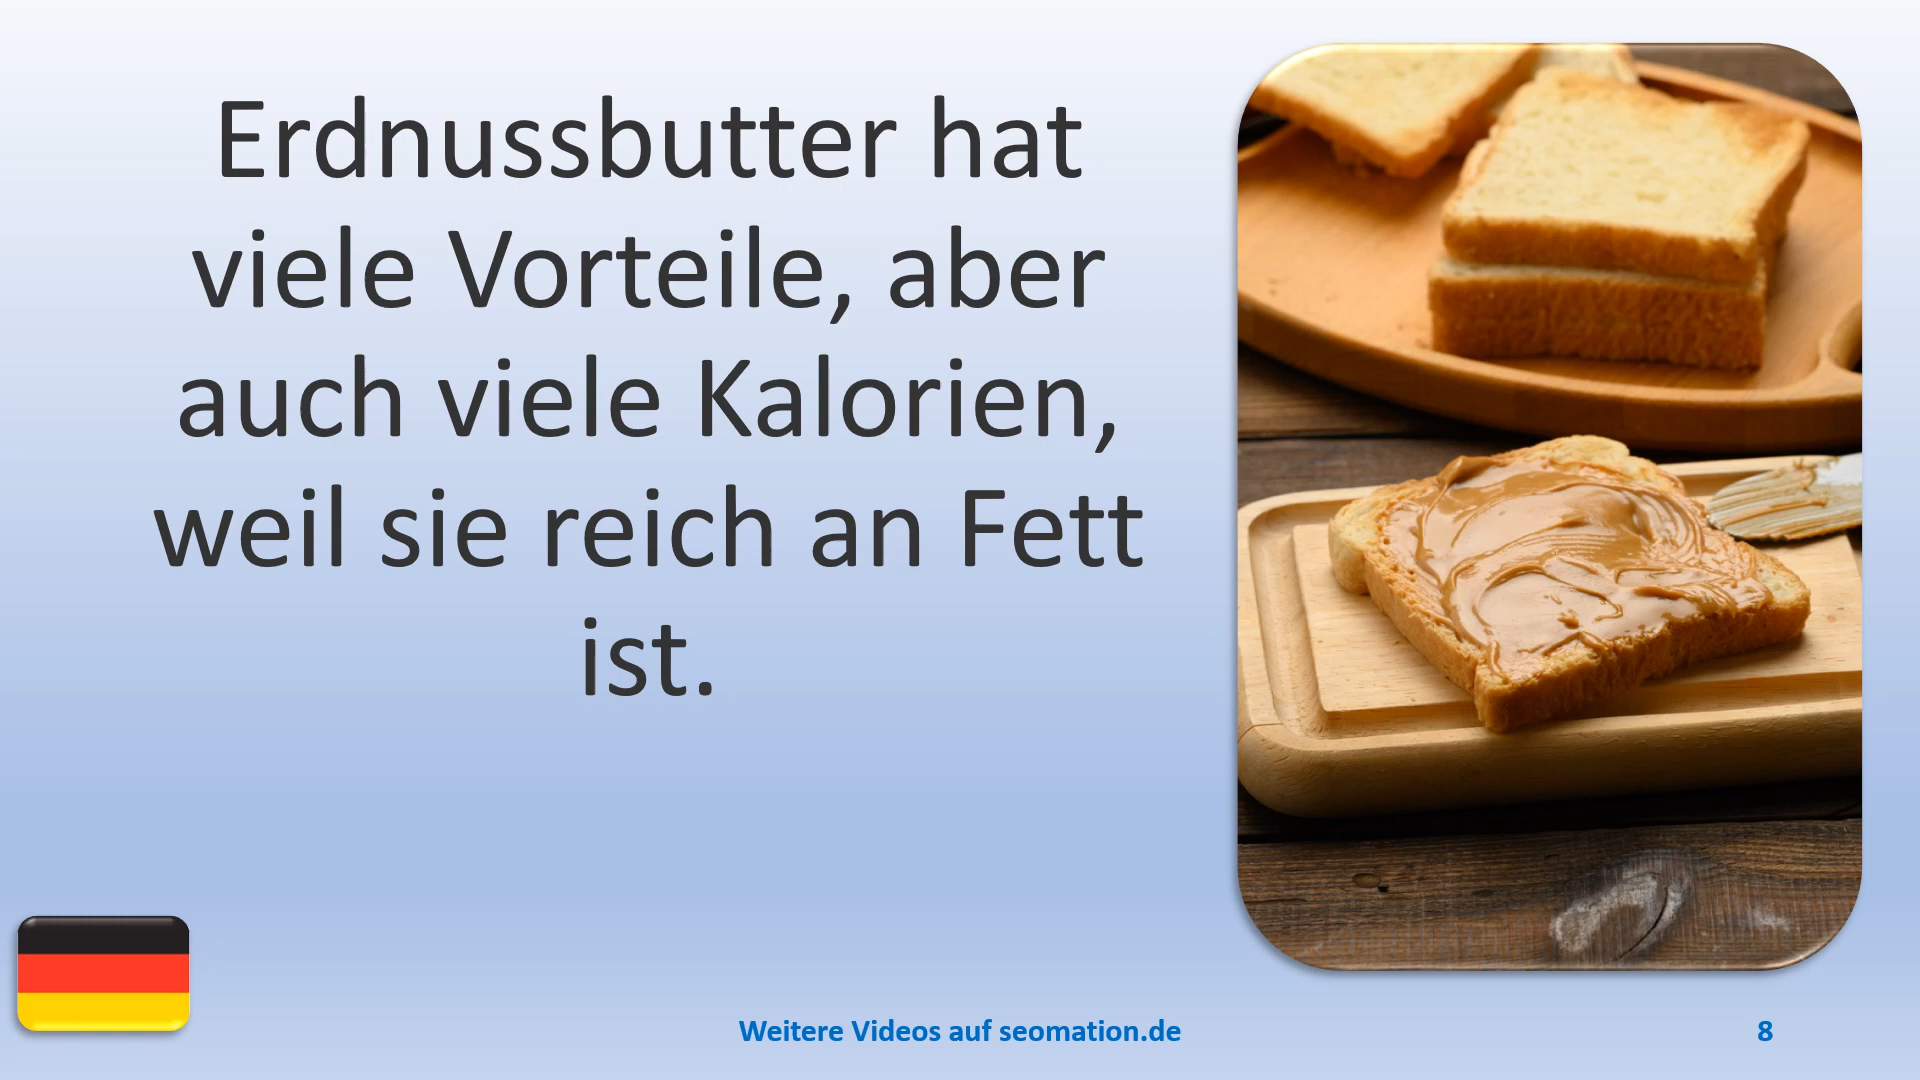 Erdnussbutter hat
viele Vorteile, aber
auch viele Kalorien,
weil sie reich an Fett
ist.
Weitere Videos auf seomation.de
8